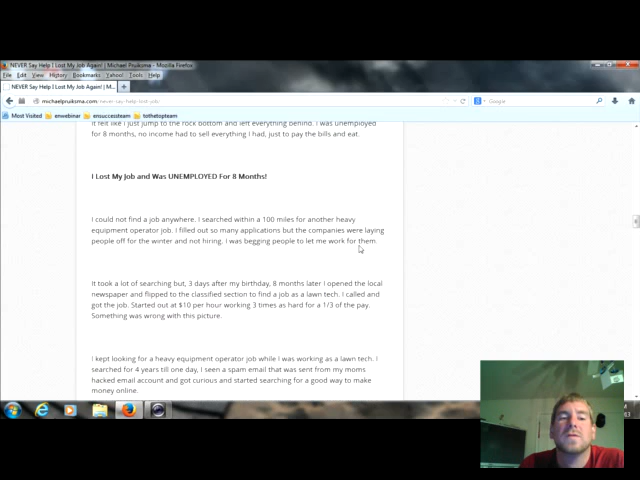 NEVER Say Help I Lost My Job Again! | Michael Pruiksma - Mozilla Firefox
File Edit View History Bookmarks Yahoo Tools Help
NEVER Say Help I Lost My Job Again! | M...
michaelpruiksma.com/never-say-help-lost-job/
Google
Most Visited enwebinar ensuccessteam tothetopteam
It felt like I just jump to the rock bottom and left everything behind. I was unemployed
for 8 months, no income had to sell everything I had, just to pay the bills and eat.
I Lost My Job and Was UNEMPLOYED For 8 Months!
I could not find a job anywhere. I searched within a 100 miles for another heavy
equipment operator job. I filled out so many applications but the companies were laying
people off for the winter and not hiring. I was begging people to let me work for them.
It took a lot of searching but, 3 days after my birthday, 8 months later I opened the local
newspaper and flipped to the classified section to find a job as a lawn tech. I called and
got the job. Started out at $10 per hour working 3 times as hard for a 1/3 of the pay.
Something was wrong with this picture.
I kept looking for a heavy equipment operator job while I was working as a lawn tech. I
searched for 4 years till one day, I seen a spam email that was sent from my moms
hacked email account and got curious and started searching for a good way to make
money online.